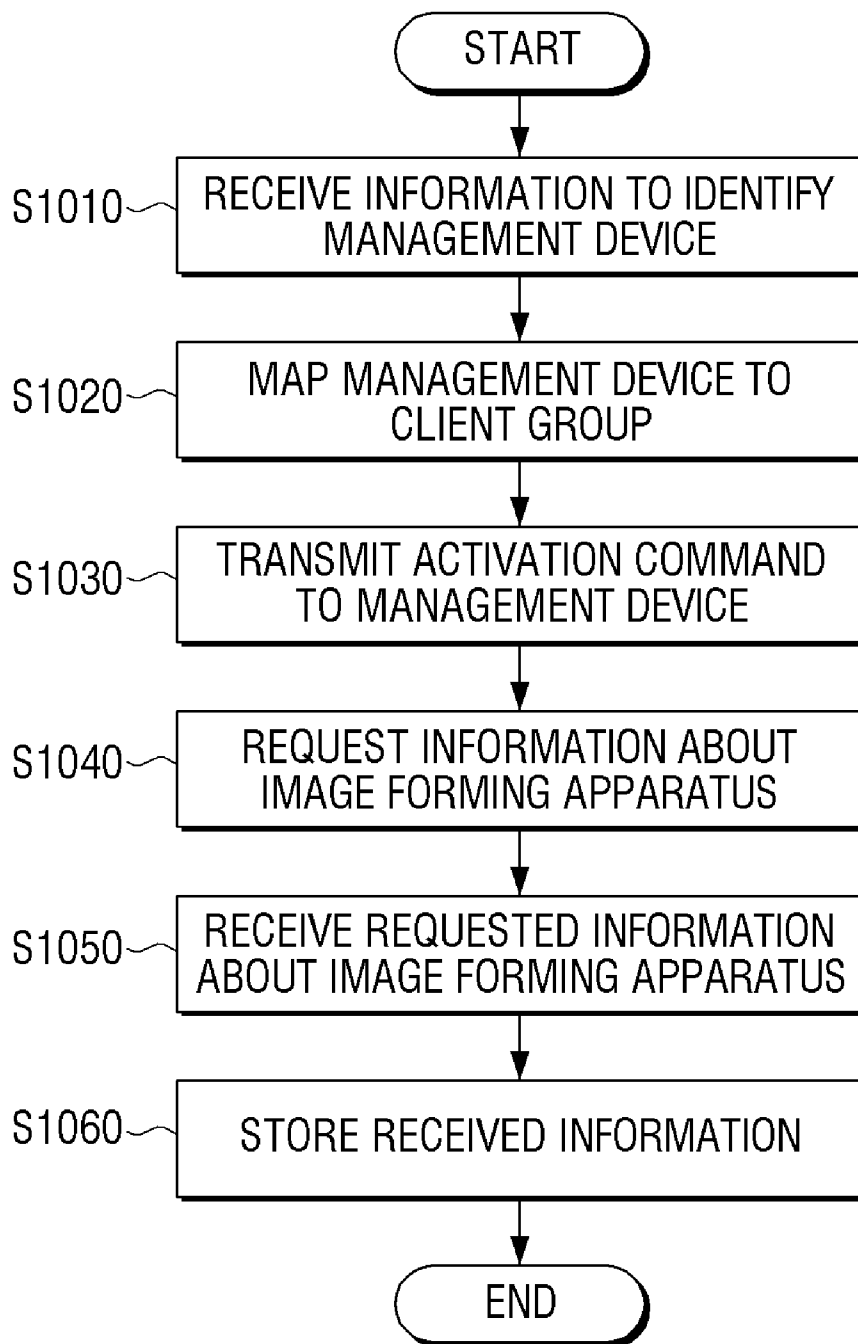 START
S1010
RECEIVE INFORMATION TO IDENTIFY
MANAGEMENT DEVICE
S1020
MAP MANAGEMENT DEVICE TO
CLIENT GROUP
S1030
TRANSMIT ACTIVATION COMMAND
TO MANAGEMENT DEVICE
S1040
REQUEST INFORMATION ABOUT
IMAGE FORMING APPARATUS
S1050
RECEIVE REQUESTED INFORMATION
ABOUT IMAGE FORMING APPARATUS
S1060
STORE RECEIVED INFORMATION
END